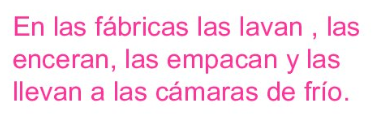 En las fábricas las lavan , las
enceran, las empacan y las
llevan a las cámaras de frío.